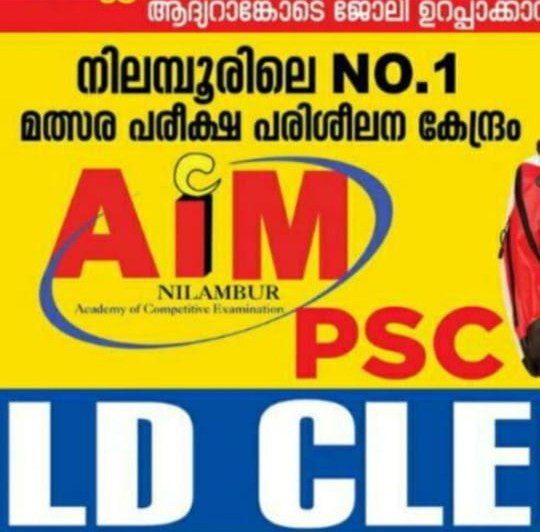 ആദ്യറാങ്കോടെ ജോലി ഉറപ്പാക്കാ
നിലമ്പൂരിലെ NO.1
മത്സര പരീക്ഷ പരിശീലന കേന്ദ്രം
AiM
NILAMBUR
Academy of Competitive Examination
PSC
LD CLE